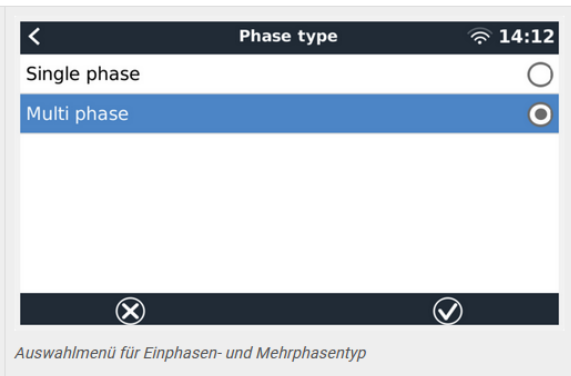 Phase type
14:12
Single phase
Multi phase
Auswahlmenü für Einphasen- und Mehrphasentyp